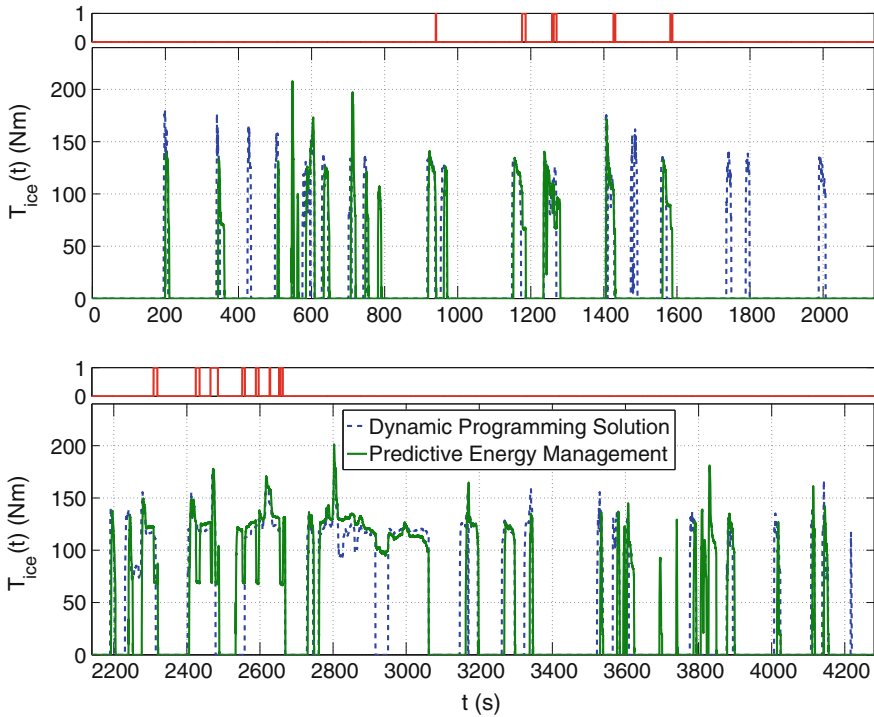 1
0
200
150
100
50
0
T_ice(t) (Nm)
0 200 400 600 800 1000 1200 1400 1600 1800 2000
1
0
200
150
100
50
0
T_ice(t) (Nm)
Dynamic Programming Solution
Predictive Energy Management
2200 2400 2600 2800 3000 3200 3400 3600 3800 4000 4200
t (s)